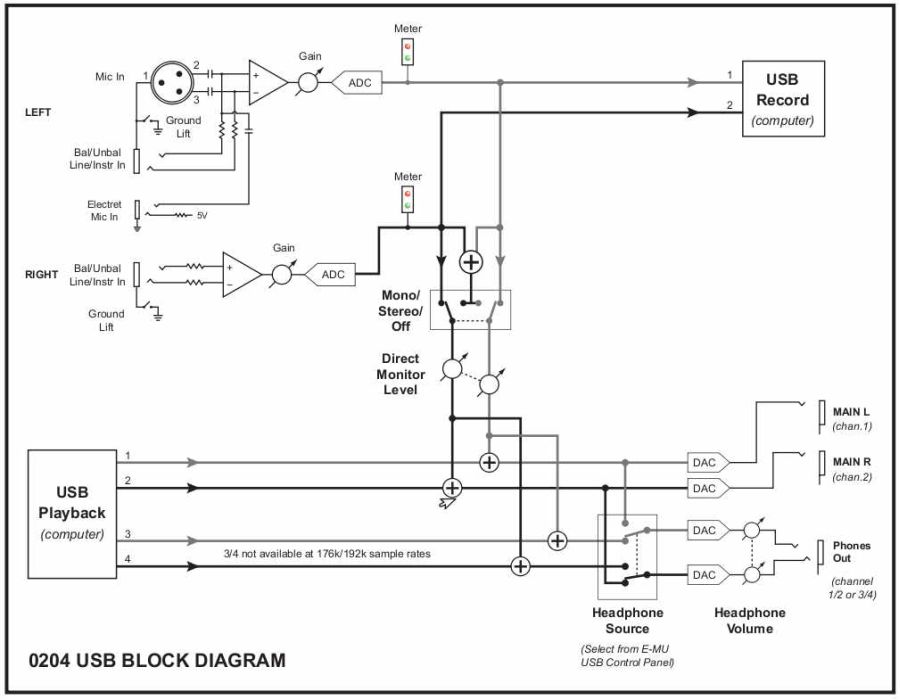 Meter
Gain
Mic In
1
2
3
+
−
ADC
1
2
USB
Record
(computer)
LEFT
Ground
Lift
Bal/Unbal
Line/Instr In
Meter
Electret
Mic In
5V
Gain
RIGHT
Bal/Unbal
Line/Instr In
+
−
ADC
+
Ground
Lift
Mono/
Stereo/
Off
Direct
Monitor
Level
MAIN L
(chan.1)
USB
Playback
(computer)
1
2
3
4
+
+
+
+
DAC
DAC
MAIN R
(chan.2)
3/4 not available at 176k/192k sample rates
DAC
DAC
Phones
Out
(channel
1/2 or 3/4)
Headphone
Source
(Select from E-MU
USB Control Panel)
Headphone
Volume
0204 USB BLOCK DIAGRAM